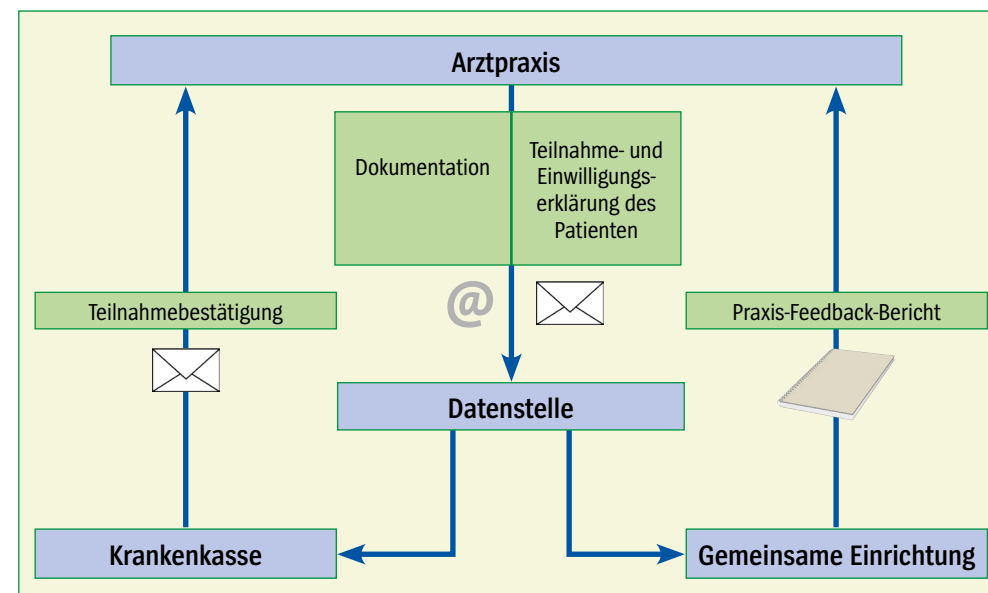 Arztpraxis
Dokumentation
Teilnahme- und
Einwilligungs-
erklärung des
Patienten
@
Teilnahmebestätigung
Praxis-Feedback-Bericht
Datenstelle
Krankenkasse
Gemeinsame Einrichtung